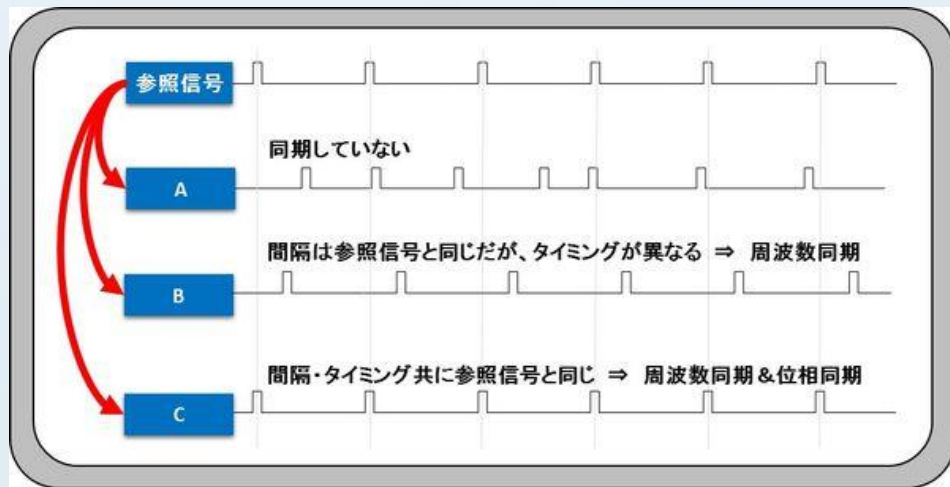 参照信号
同期していない
A
間隔は参照信号と同じだが、タイミングが異なる ⇒ 周波数同期
B
間隔・タイミング共に参照信号と同じ ⇒ 周波数同期＆位相同期
C